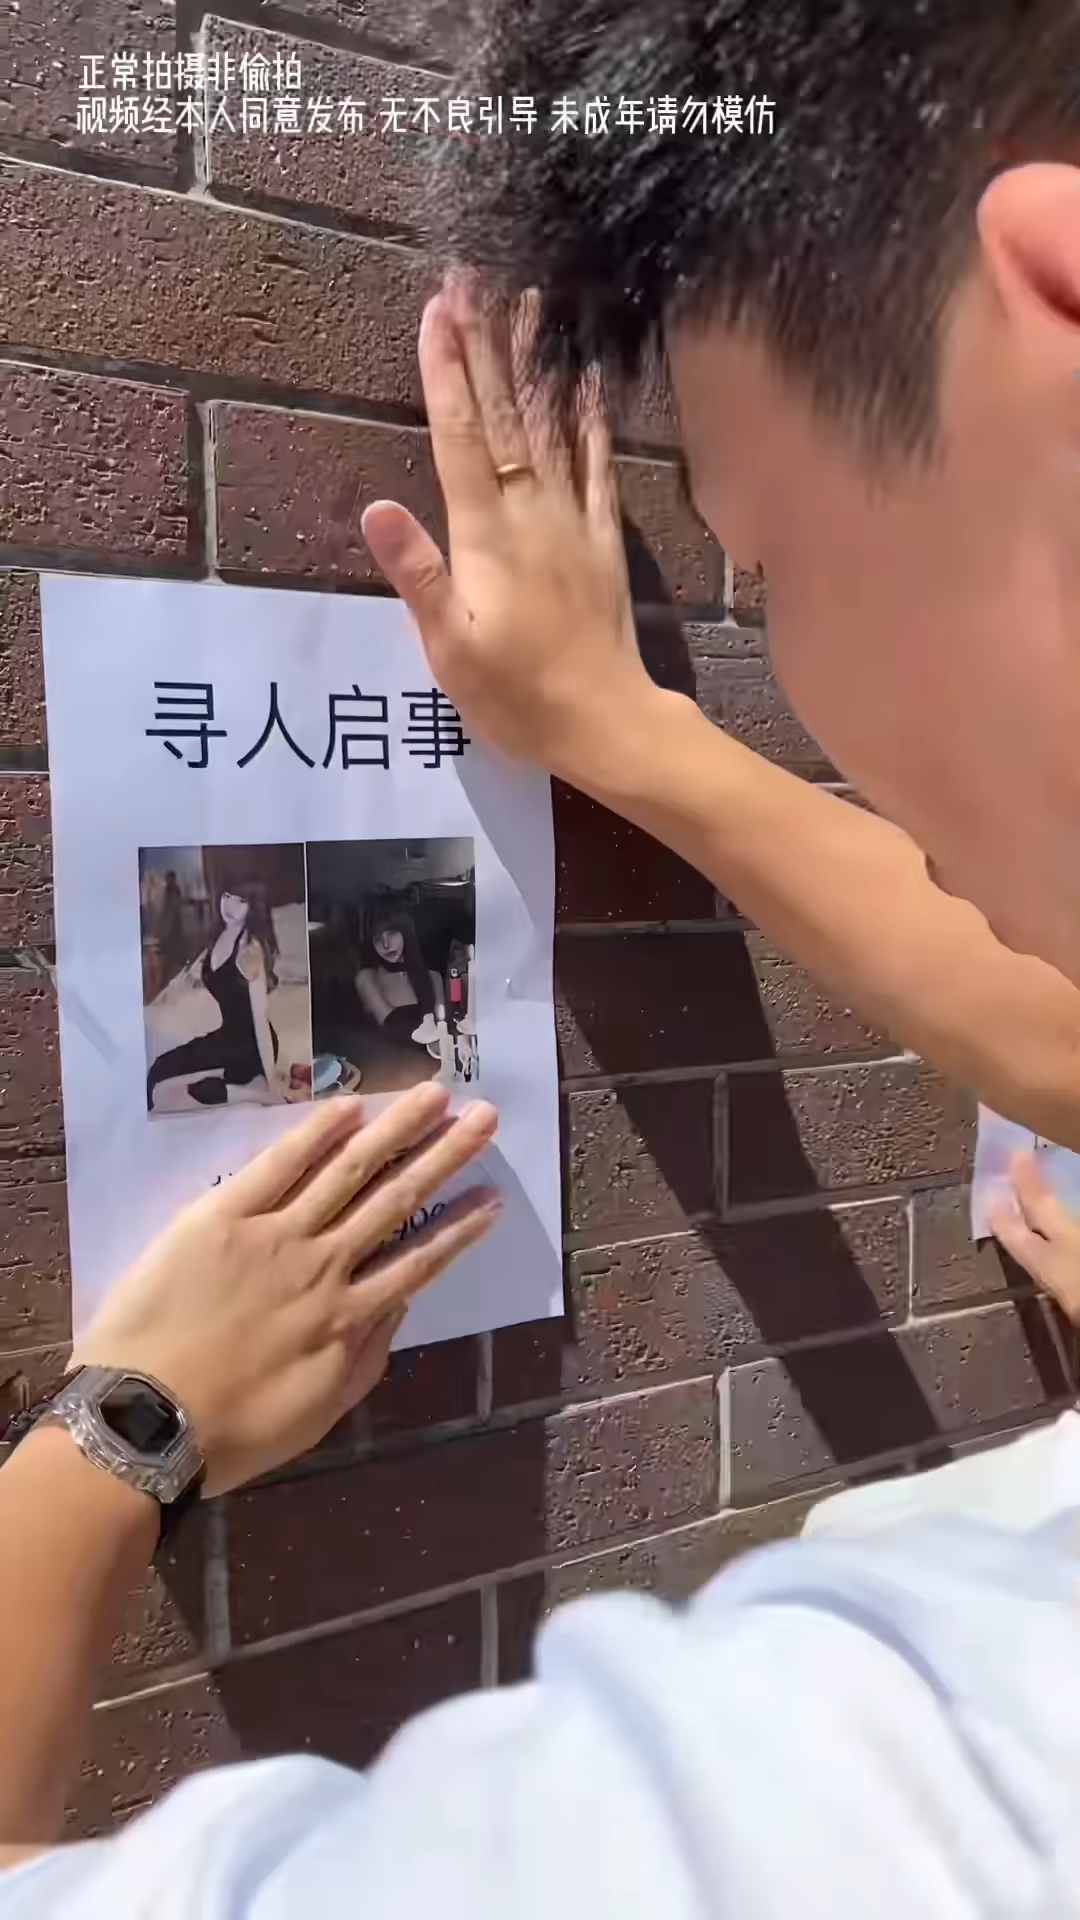 正常拍摄非偷拍
视频经本人同意发布 无不良引导 未成年请勿模仿
寻人启事